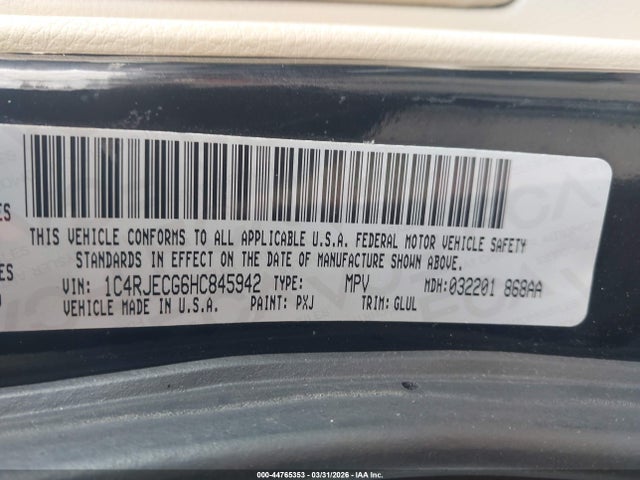 THIS VEHICLE CONFORMS TO ALL APPLICABLE U.S.A. FEDERAL MOTOR VEHICLE SAFETY
STANDARDS IN EFFECT ON THE DATE OF MANUFACTURE SHOWN ABOVE.
VIN: 1C4RJECG6HC845942 TYPE: MPV MDH:032201 868AA
VEHICLE MADE IN U.S.A. PAINT: PXJ TRIM: GLUL
000-44765353 - 03/31/2026 - IAA Inc.